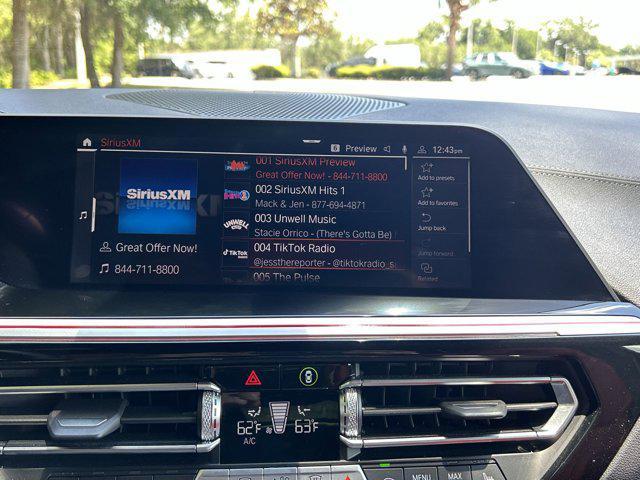 SiriusXM
6 Preview 12:43pm
SiriusXM
Great Offer Now!
844-711-8800
001 SiriusXM Preview
Great Offer Now! - 844-711-8800
002 SiriusXM Hits 1
Mack & Jen - 877-694-4871
UNWELL
003 Unwell Music
Stacie Orrico - (There's Gotta Be)
TikTok
004 TikTok Radio
@jessthereporter - @tiktokradio_s
005 The Pulse
Add to presets
Add to favorites
Jump back
Jump forward
Related
62°F 63°F
A/C
MENU MAX